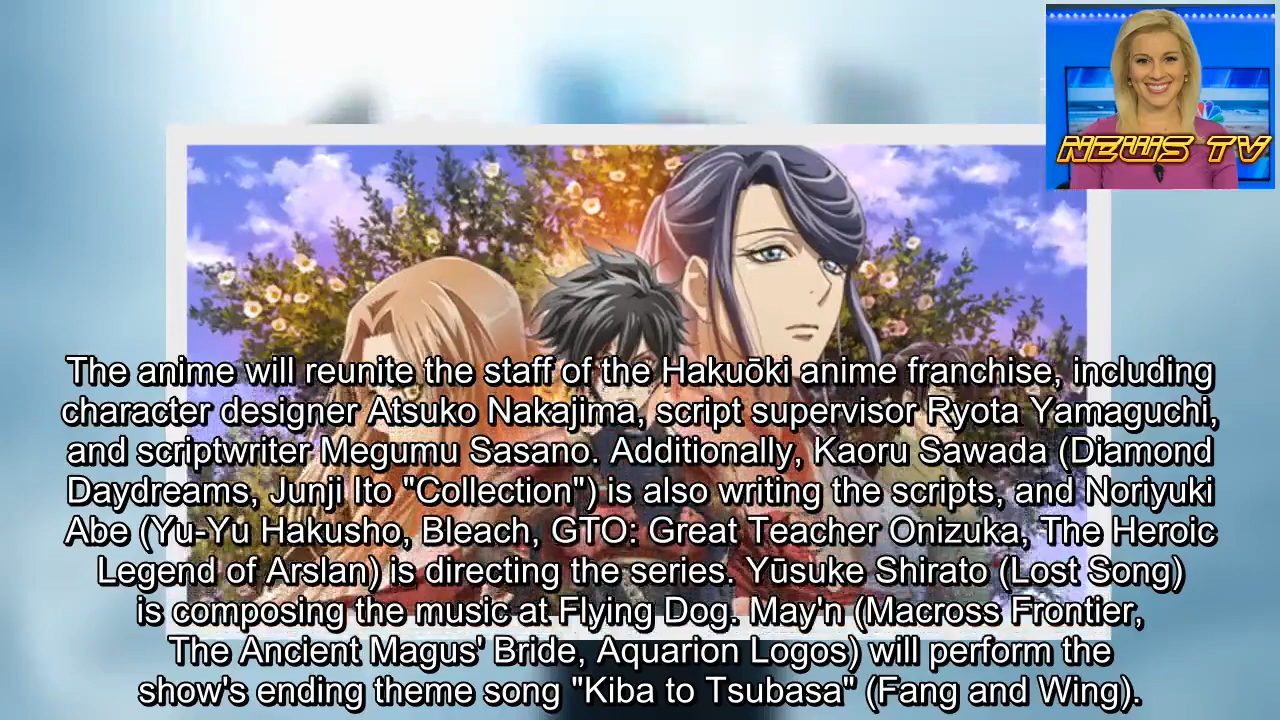 NEWS TV
The anime will reunite the staff of the Hakuōki anime franchise, including
character designer Atsuko Nakajima, script supervisor Ryota Yamaguchi,
and scriptwriter Megumu Sasano. Additionally, Kaoru Sawada (Diamond
Daydreams, Junji Ito "Collection") is also writing the scripts, and Noriyuki
Abe (Yu-Yu Hakusho, Bleach, GTO: Great Teacher Onizuka, The Heroic
Legend of Arslan) is directing the series. Yūsuke Shirato (Lost Song)
is composing the music at Flying Dog. May'n (Macross Frontier,
The Ancient Magus' Bride, Aquarion Logos) will perform the
show's ending theme song "Kiba to Tsubasa" (Fang and Wing).